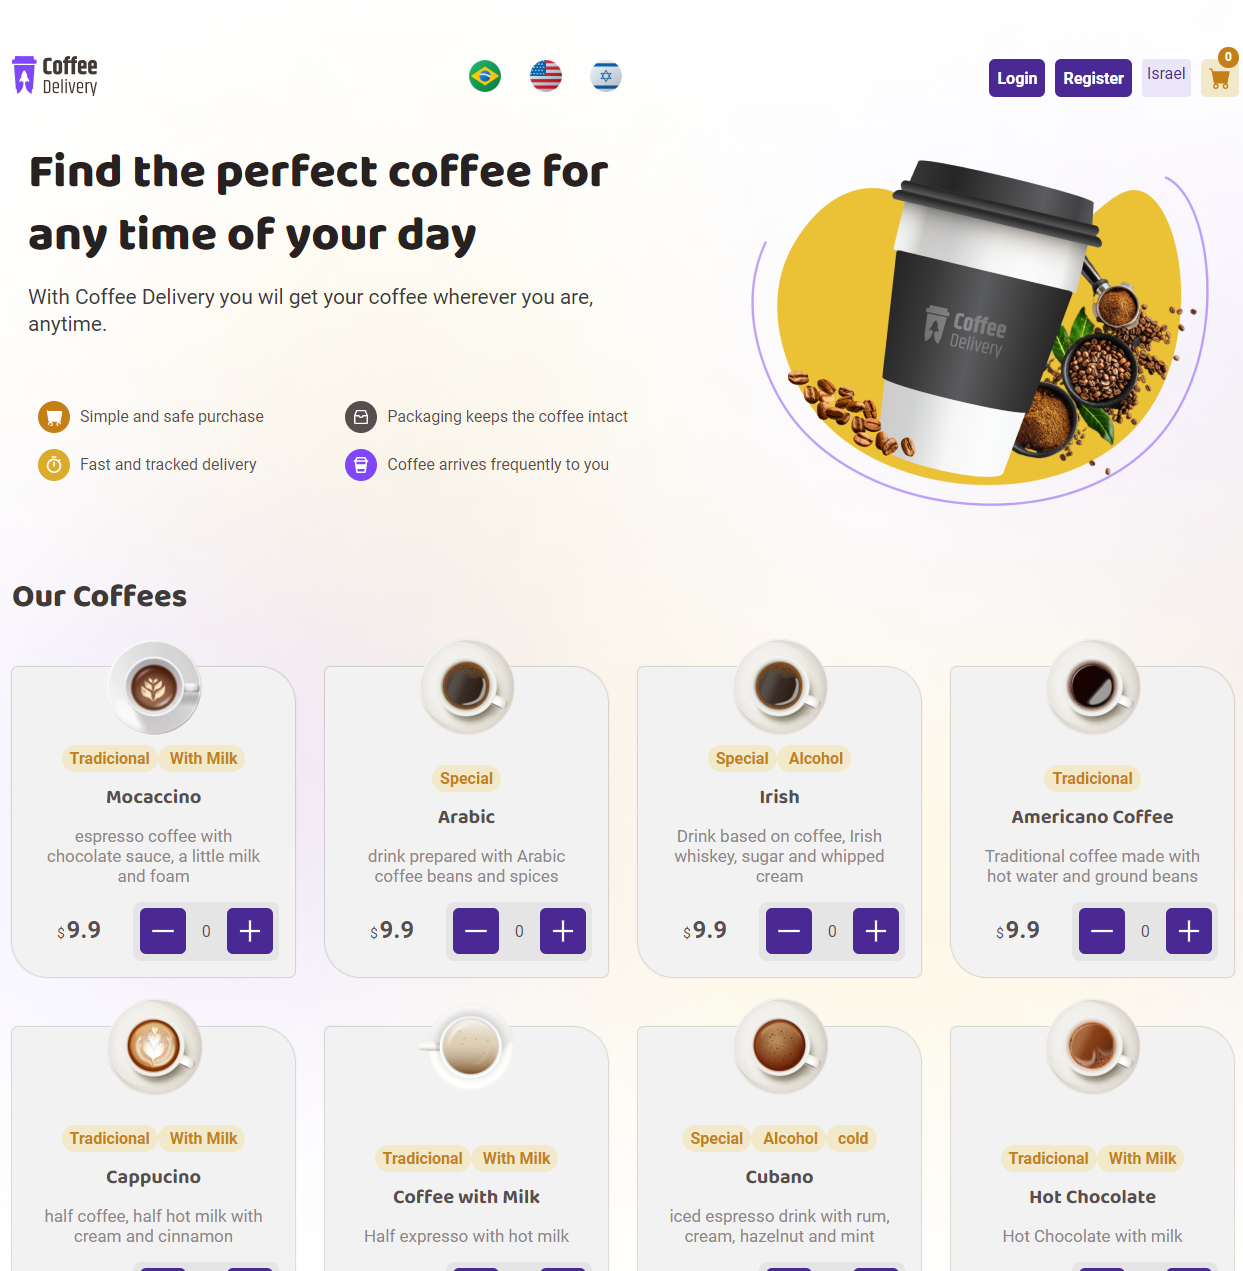 Coffee
Delivery
Login
Register
Israel
0
Find the perfect coffee for
any time of your day
With Coffee Delivery you wil get your coffee wherever you are,
anytime.
Coffee
Delivery
Simple and safe purchase
Packaging keeps the coffee intact
Fast and tracked delivery
Coffee arrives frequently to you
Our Coffees
Tradicional With Milk
Mocaccino
espresso coffee with
chocolate sauce, a little milk
and foam
$9.9
0
Special
Arabic
drink prepared with Arabic
coffee beans and spices
$9.9
0
Special Alcohol
Irish
Drink based on coffee, Irish
whiskey, sugar and whipped
cream
$9.9
0
Tradicional
Americano Coffee
Traditional coffee made with
hot water and ground beans
$9.9
0
Tradicional With Milk
Cappucino
half coffee, half hot milk with
cream and cinnamon
Tradicional With Milk
Coffee with Milk
Half expresso with hot milk
Special Alcohol cold
Cubano
iced espresso drink with rum,
cream, hazelnut and mint
Tradicional With Milk
Hot Chocolate
Hot Chocolate with milk